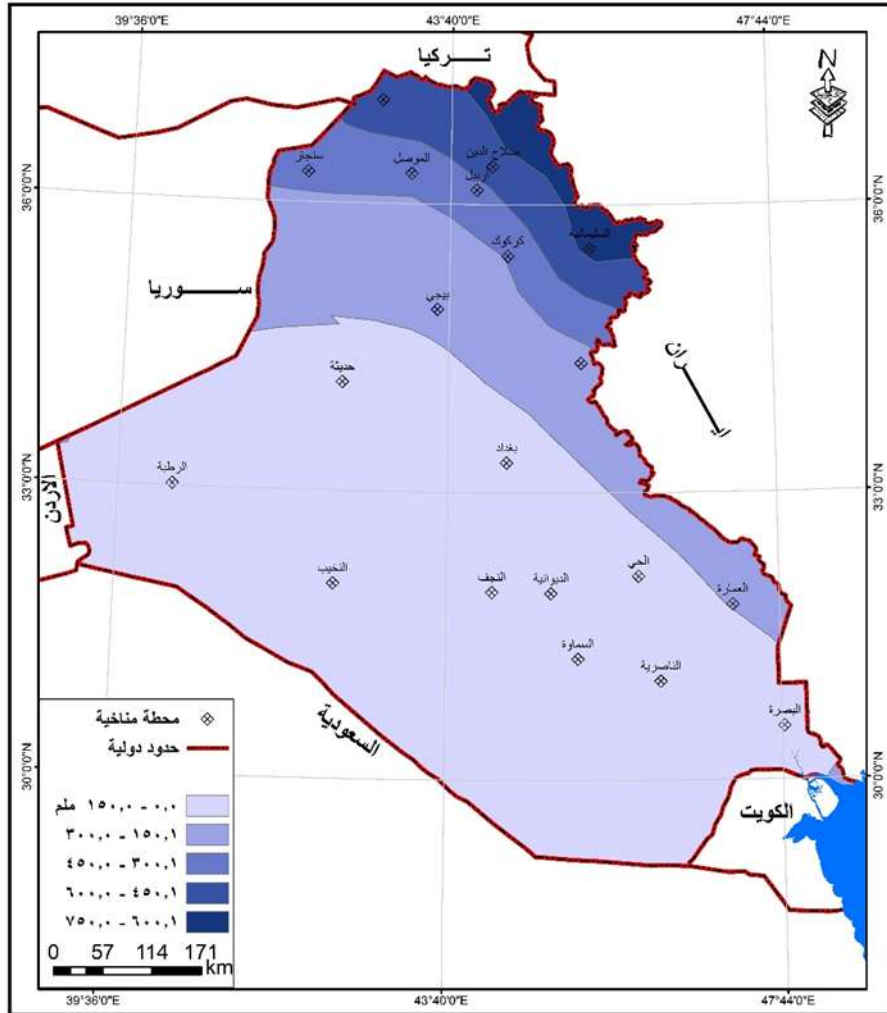 39°36'0"E 43°40'0"E 47°44'0"E
N
تـــركيا
صلاح الدين
سنجار
الموصل
اربيل
36°0'0"N 36°0'0"N
السليمانية
كركوك
ســـــوريا
بيجي
ايــــران
حديثة
بغداد
الرطبة
33°0'0"N 33°0'0"N
الاردن
النخيب
النجف
الديوانية
الحي
العمارة
السماوة
الناصرية
البصرة
السعودية
30°0'0"N 30°0'0"N
الكويت
محطة مناخية
حدود دولية
٠,٠ - ١٥٠,٠ ملم
١٥٠,١ - ٣٠٠,٠
٣٠٠,١ - ٤٥٠,٠
٤٥٠,١ - ٦٠٠,٠
٦٠٠,١ - ٧٥٠,٠
0 57 114 171
km
39°36'0"E 43°40'0"E 47°44'0"E